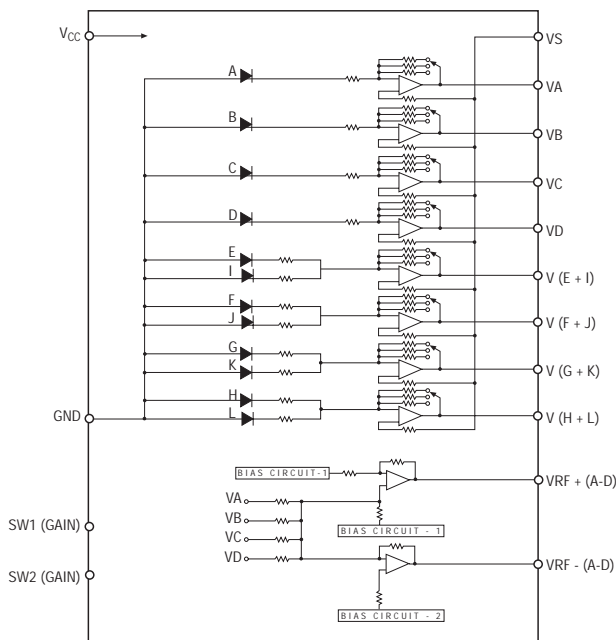 VCC
VS
A
VA
B
VB
C
VC
D
VD
E
I
V (E + I)
F
J
V (F + J)
G
K
V (G + K)
H
L
V (H + L)
GND
BIAS CIRCUIT-1
VRF + (A-D)
VA
VB
VC
VD
BIAS CIRCUIT - 1
SW1 (GAIN)
VRF - (A-D)
SW2 (GAIN)
BIAS CIRCUIT - 2